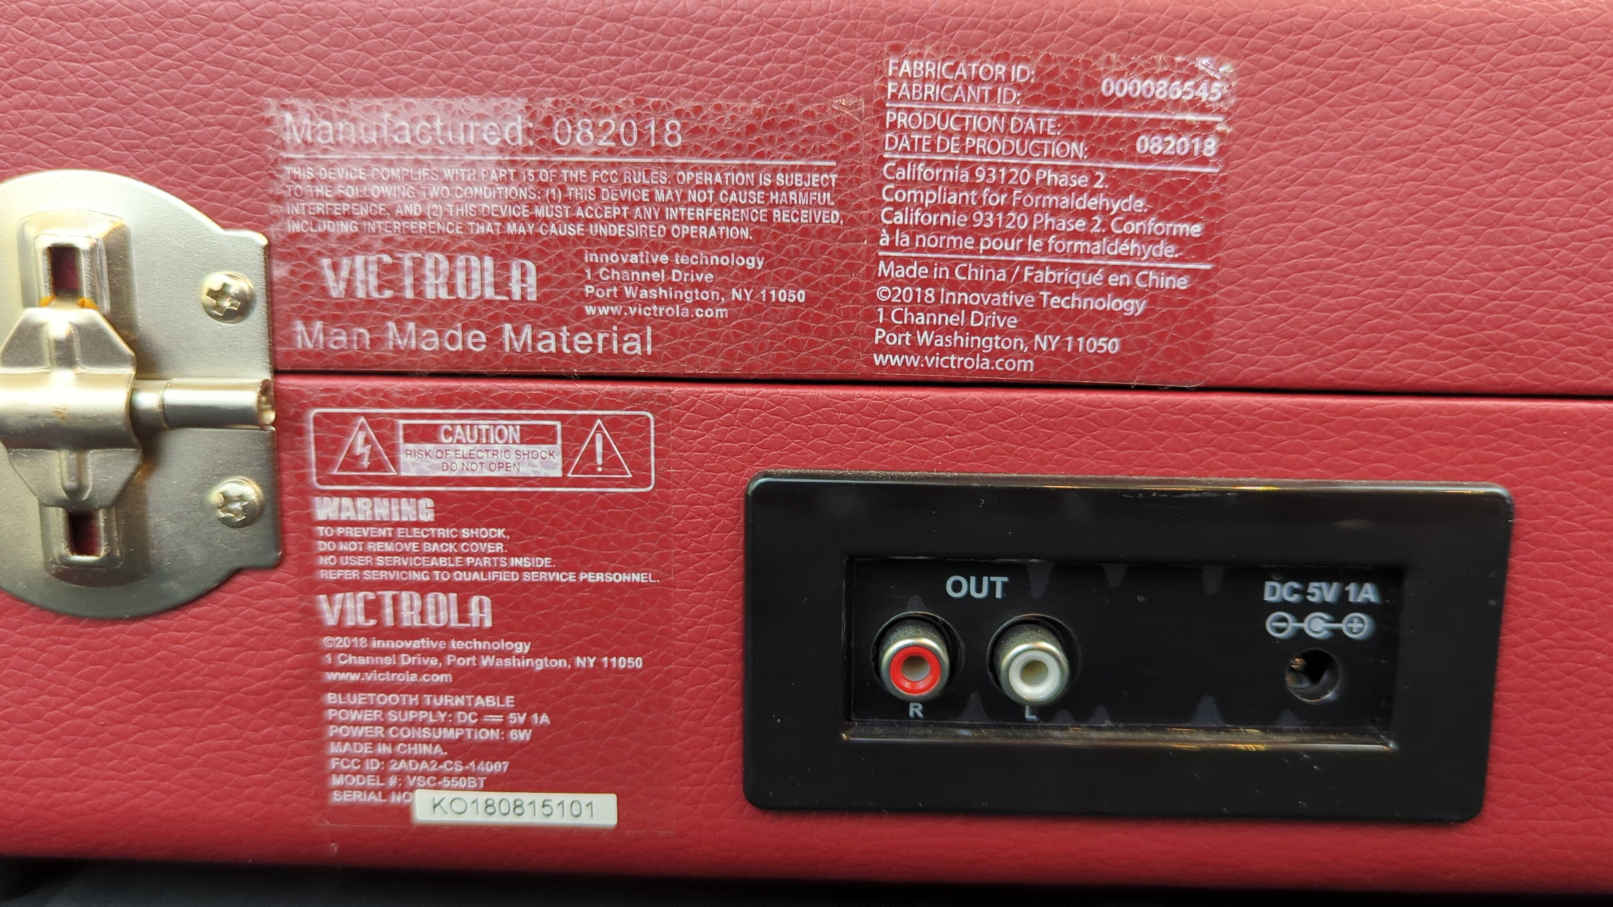 Manufactured: 082018
THIS DEVICE COMPLIES WITH PART 15 OF THE FCC RULES. OPERATION IS SUBJECT
TO THE FOLLOWING TWO CONDITIONS: (1) THIS DEVICE MAY NOT CAUSE HARMFUL
INTERFERENCE, AND (2) THIS DEVICE MUST ACCEPT ANY INTERFERENCE RECEIVED,
INCLUDING INTERFERENCE THAT MAY CAUSE UNDESIRED OPERATION.
VICTROLA
innovative technology
1 Channel Drive
Port Washington, NY 11050
www.victrola.com
Man Made Material
FABRICATOR ID:
FABRICANT ID:
000086545
PRODUCTION DATE:
DATE DE PRODUCTION:
082018
California 93120 Phase 2.
Compliant for Formaldehyde.
Californie 93120 Phase 2. Conforme
à la norme pour le formaldéhyde.
Made in China / Fabriqué en Chine
©2018 Innovative Technology
1 Channel Drive
Port Washington, NY 11050
www.victrola.com
CAUTION
RISK OF ELECTRIC SHOCK
DO NOT OPEN
WARNING
TO PREVENT ELECTRIC SHOCK,
DO NOT REMOVE BACK COVER.
NO USER SERVICEABLE PARTS INSIDE.
REFER SERVICING TO QUALIFIED SERVICE PERSONNEL.
VICTROLA
©2018 innovative technology
1 Channel Drive, Port Washington, NY 11050
www.victrola.com
BLUETOOTH TURNTABLE
POWER SUPPLY: DC ⎓ 5V 1A
POWER CONSUMPTION: 6W
MADE IN CHINA.
FCC ID: 2ADA2-CS-14007
MODEL #: VSC-550BT
SERIAL NO
KO180815101
OUT
R
L
DC 5V 1A